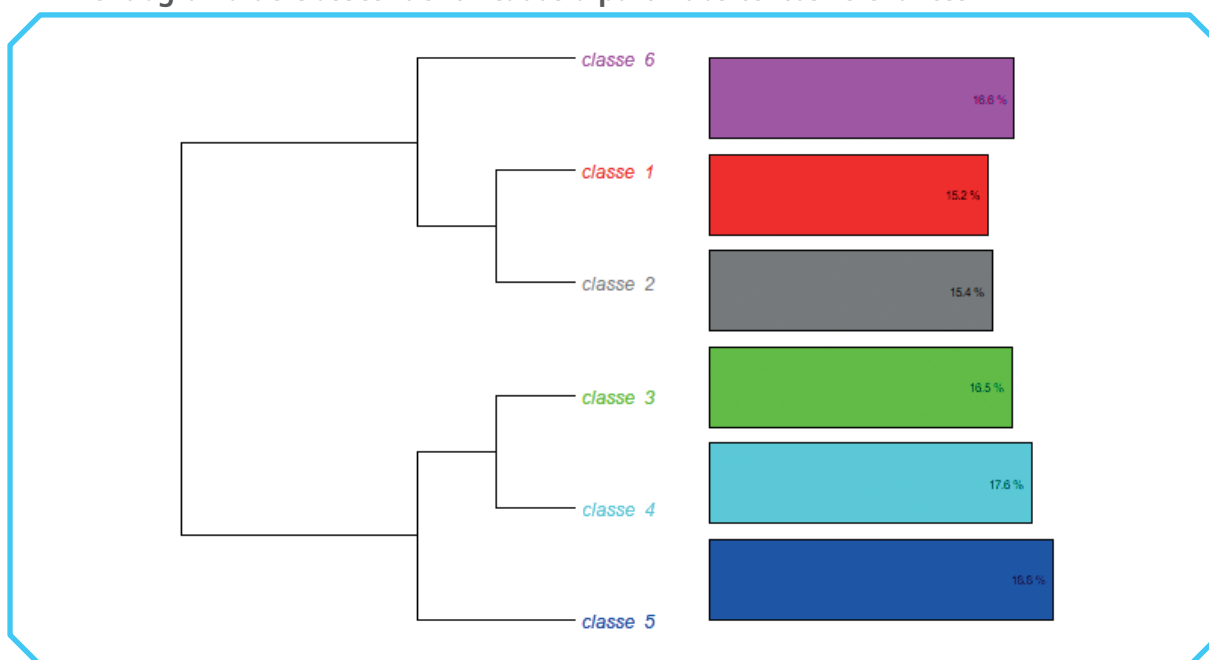 classe 6
16.6 %
classe 1
15.2 %
classe 2
15.4 %
classe 3
16.5 %
classe 4
17.6 %
classe 5
18.8 %